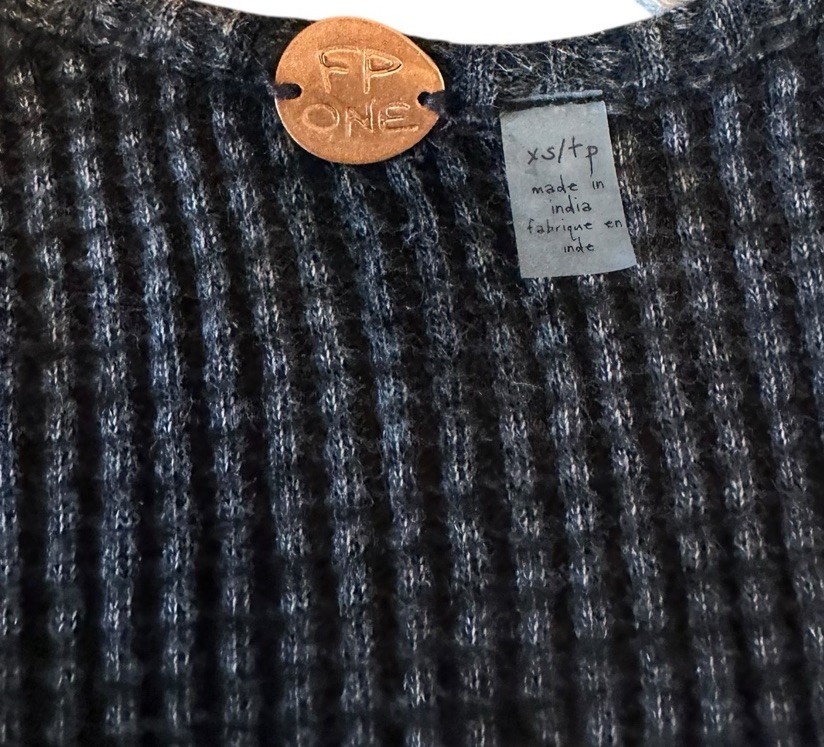 FP
ONE
xs/tp
made in
india
fabrique en
inde